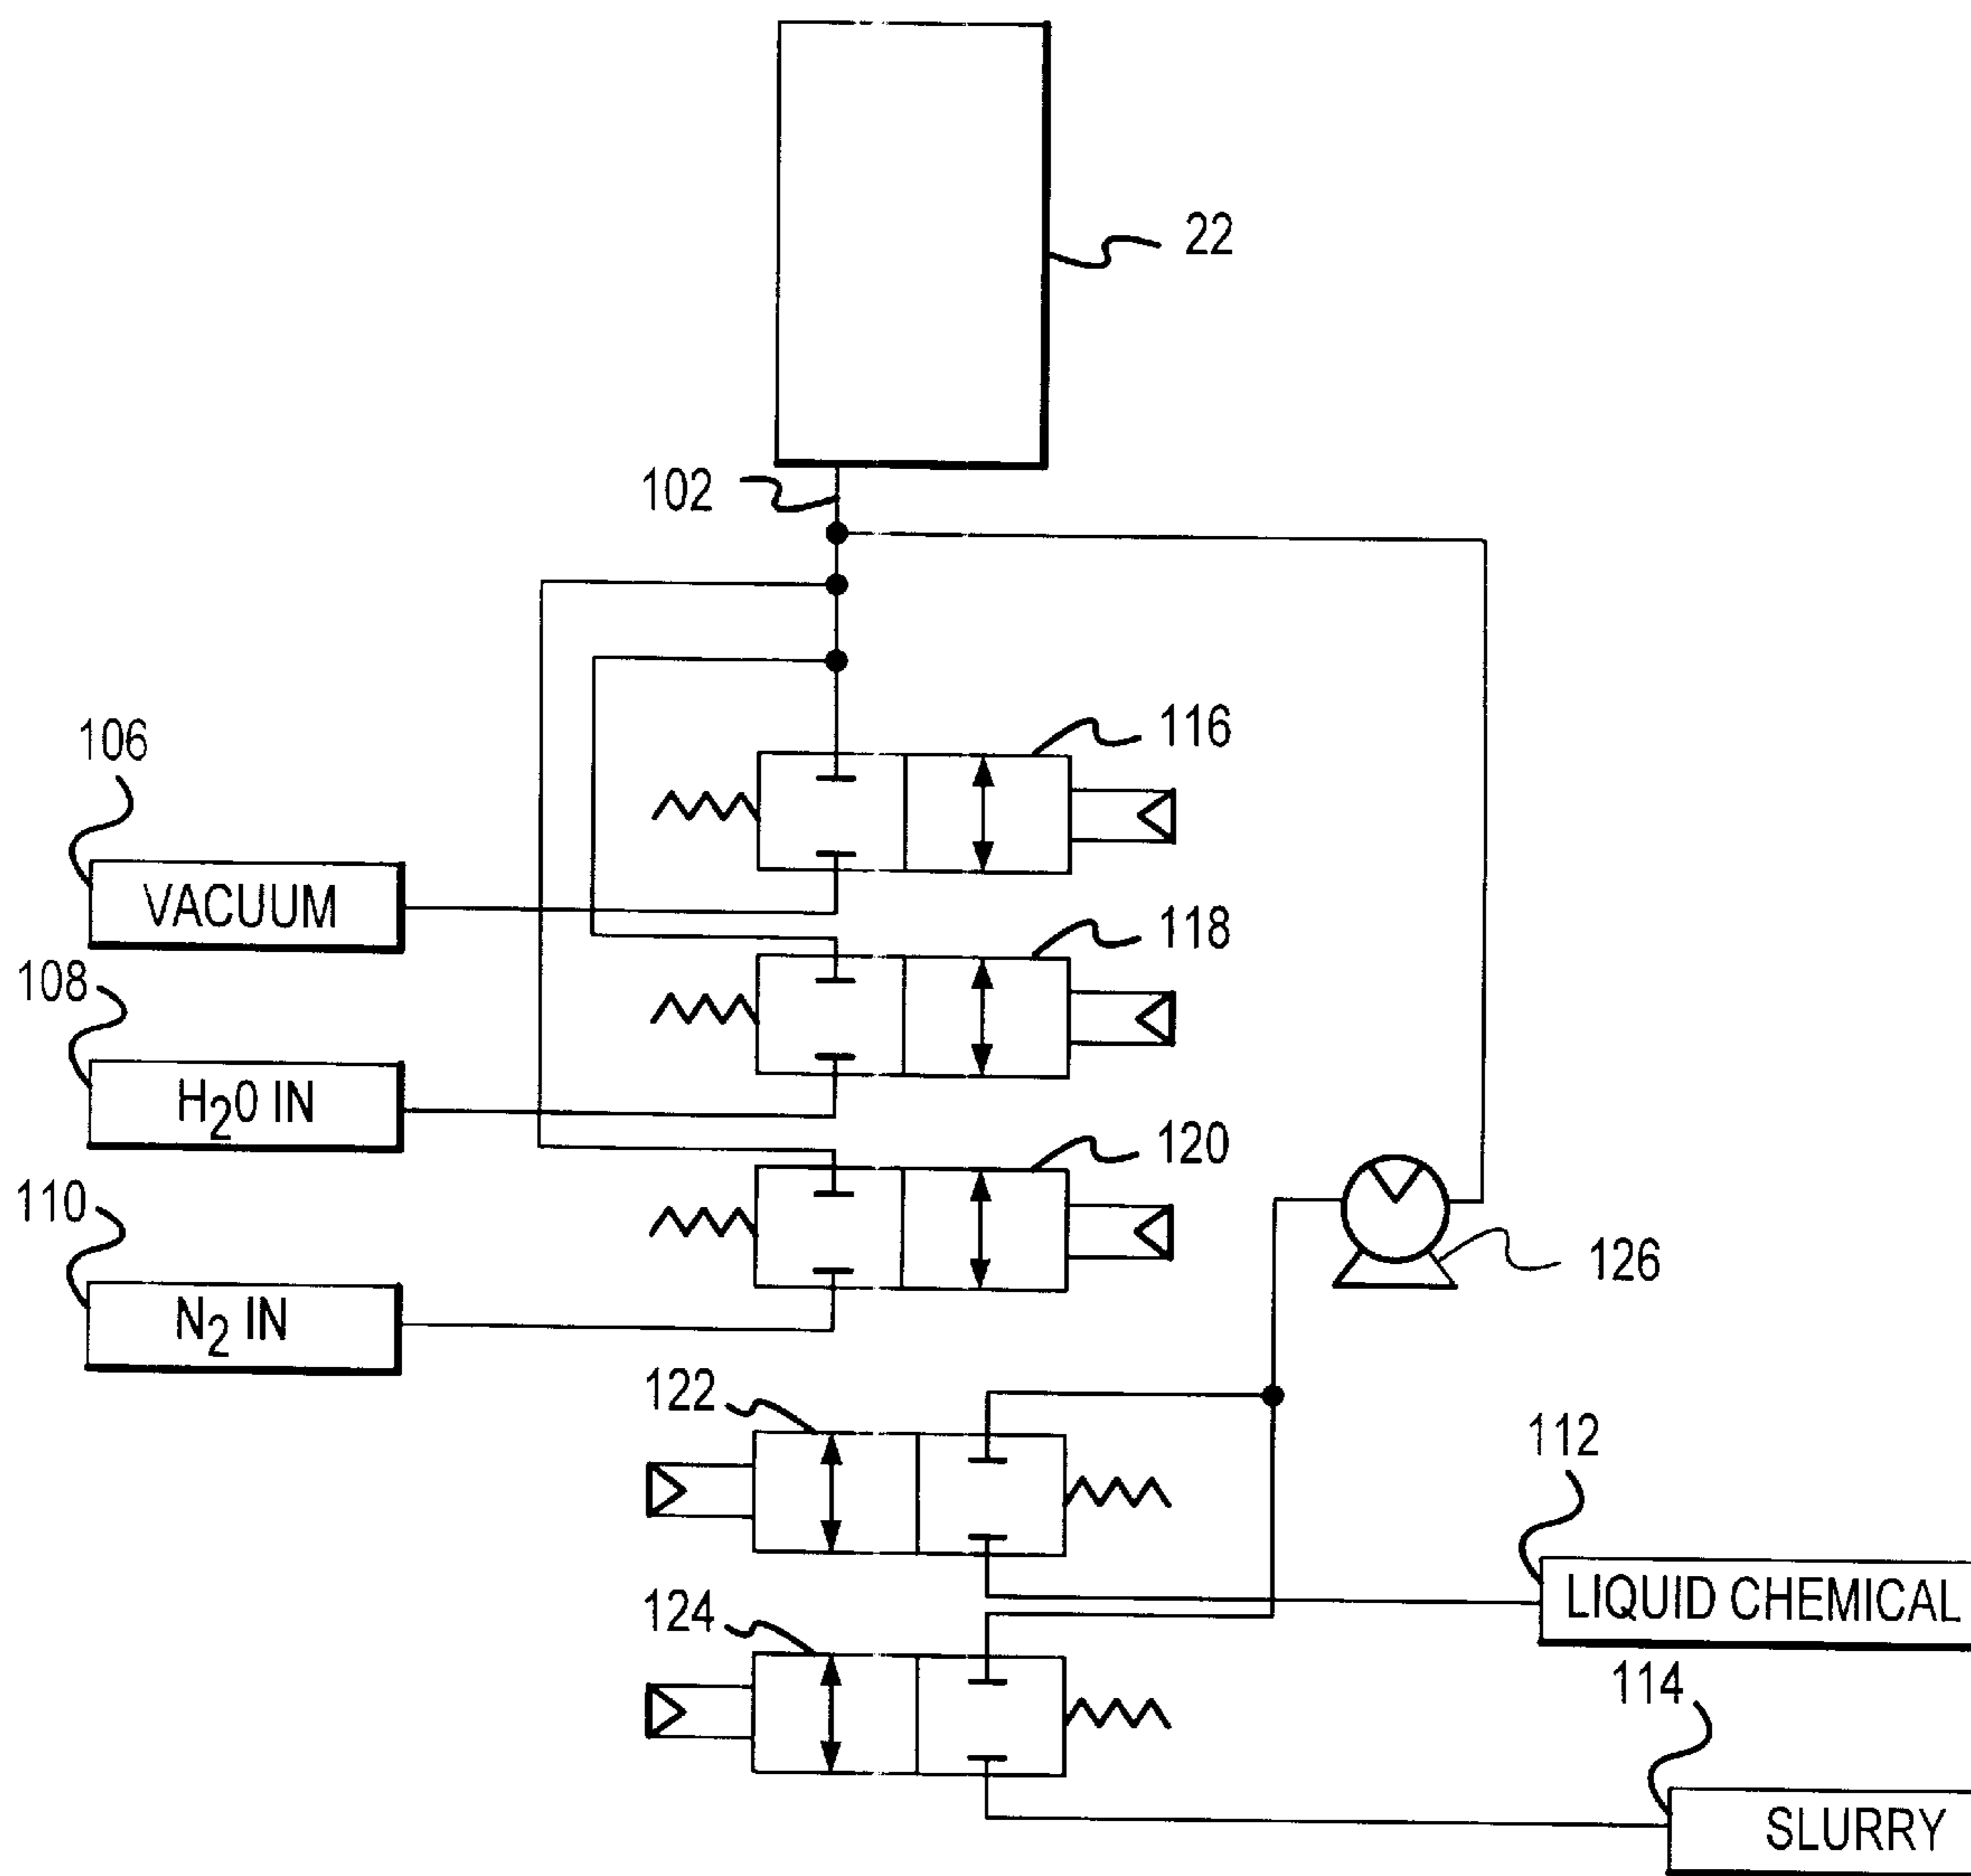 22
102
116
106
VACUUM
118
108
H₂O IN
120
110
N₂ IN
126
122
112
LIQUID CHEMICAL
124
114
SLURRY